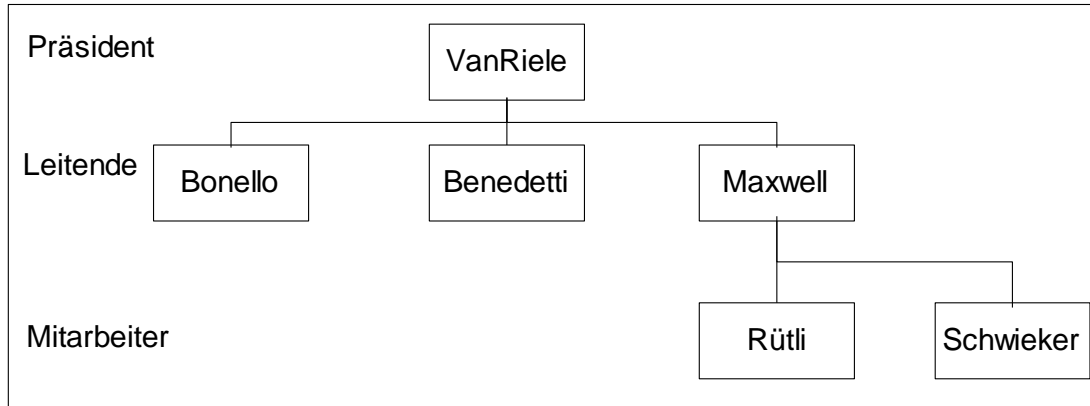 Präsident
VanRiele
Leitende
Bonello
Benedetti
Maxwell
Mitarbeiter
Rütli
Schwieker